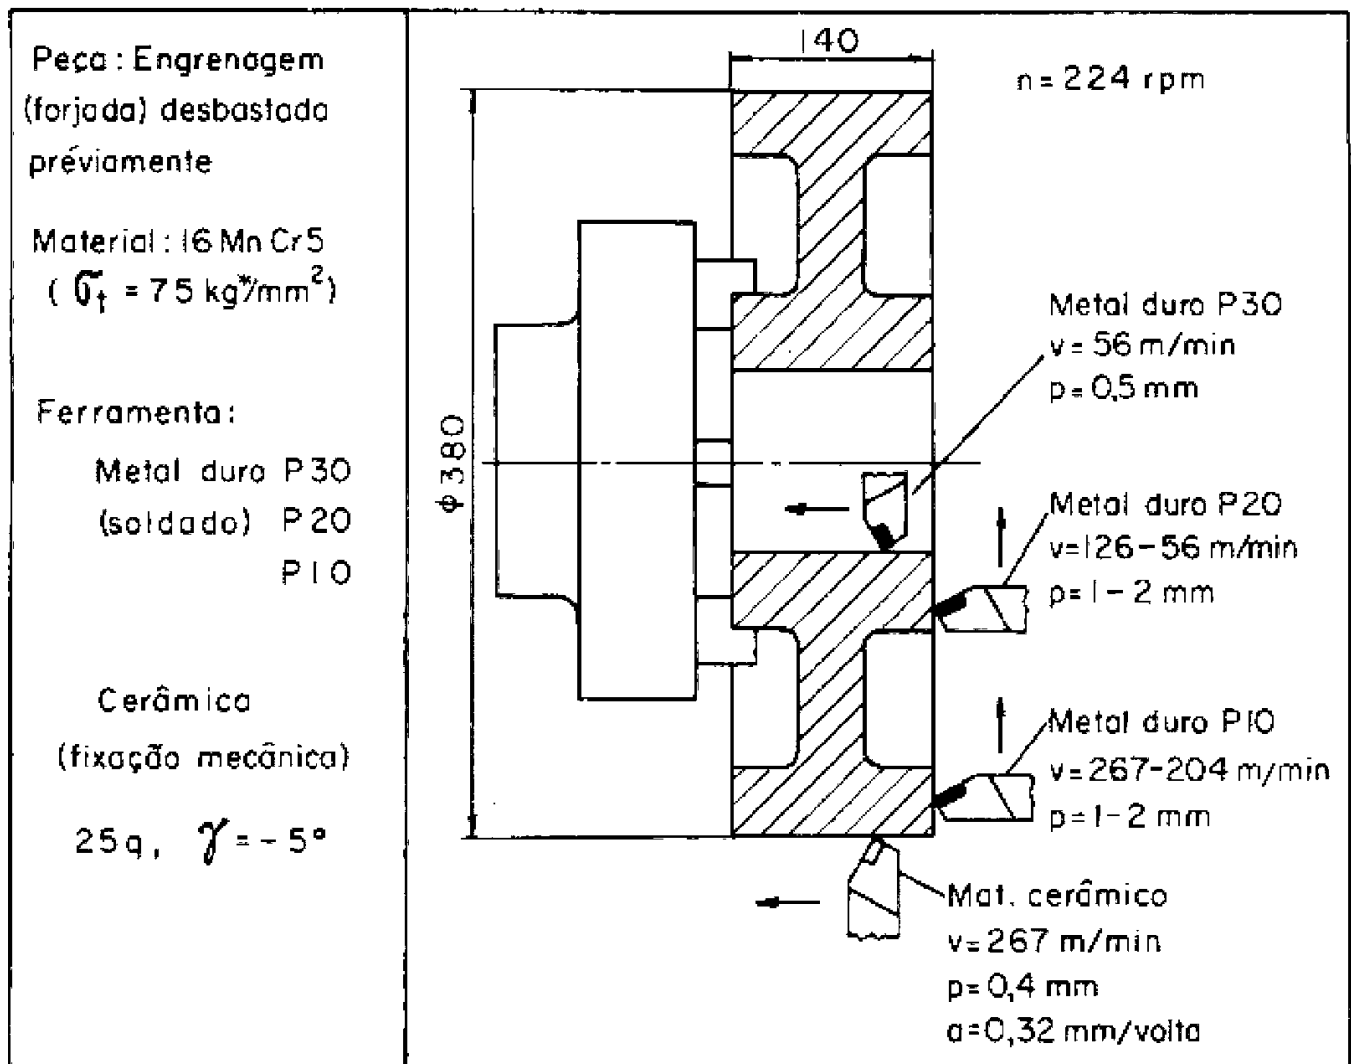 Peça : Engrenagem
(forjada) desbastada
préviamente
Material : 16 Mn Cr 5
( σt = 75 kg*/mm² )
Ferramenta :
Metal duro P30
(soldado) P20
P10
Cerâmica
(fixação mecânica)
25q, γ = - 5°
140
n = 224 rpm
ϕ380
Metal duro P30
v = 56 m/min
p = 0,5 mm
Metal duro P20
v=126-56 m/min
p= 1 - 2 mm
Metal duro P10
v=267-204 m/min
p=1-2 mm
Mat. cerâmico
v=267 m/min
p=0,4 mm
a=0,32 mm/volta